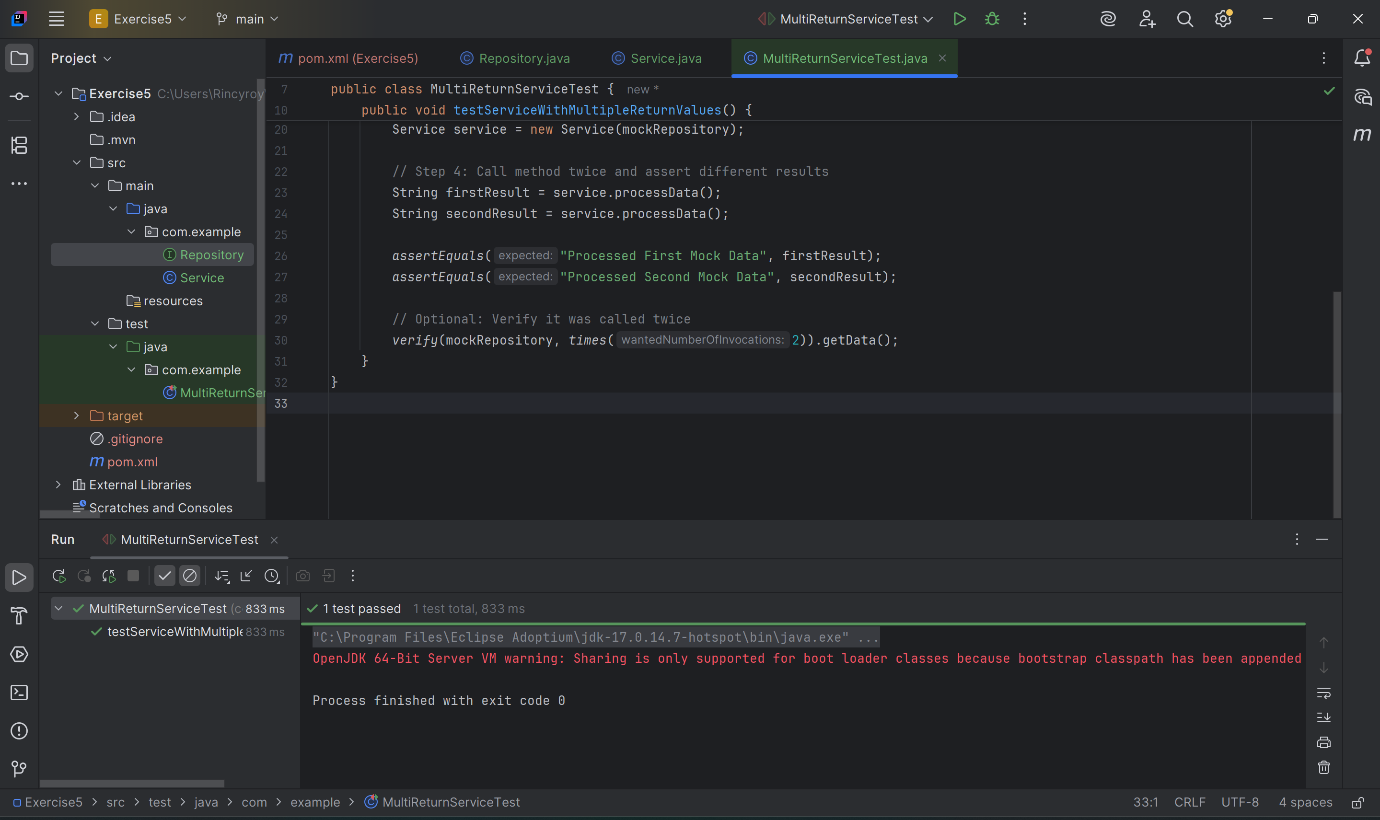 E Exercise5 main MultiReturnServiceTest
Project
pom.xml (Exercise5) Repository.java Service.java MultiReturnServiceTest.java
Exercise5 C:\Users\Rincyroy
.idea
.mvn
src
main
java
com.example
Repository
Service
resources
test
java
com.example
MultiReturnSer
target
.gitignore
pom.xml
External Libraries
Scratches and Consoles
7 public class MultiReturnServiceTest { new *
10 public void testServiceWithMultipleReturnValues() {
20 Service service = new Service(mockRepository);
21
22 // Step 4: Call method twice and assert different results
23 String firstResult = service.processData();
24 String secondResult = service.processData();
25
26 assertEquals( expected: "Processed First Mock Data", firstResult);
27 assertEquals( expected: "Processed Second Mock Data", secondResult);
28
29 // Optional: Verify it was called twice
30 verify(mockRepository, times( wantedNumberOfInvocations: 2)).getData();
31 }
32 }
33
Run MultiReturnServiceTest
MultiReturnServiceTest (c 833 ms
testServiceWithMultiple 833 ms
1 test passed 1 test total, 833 ms
"C:\Program Files\Eclipse Adoptium\jdk-17.0.14.7-hotspot\bin\java.exe" ...
OpenJDK 64-Bit Server VM warning: Sharing is only supported for boot loader classes because bootstrap classpath has been appended
Process finished with exit code 0
Exercise5 > src > test > java > com > example > MultiReturnServiceTest 33:1 CRLF UTF-8 4 spaces